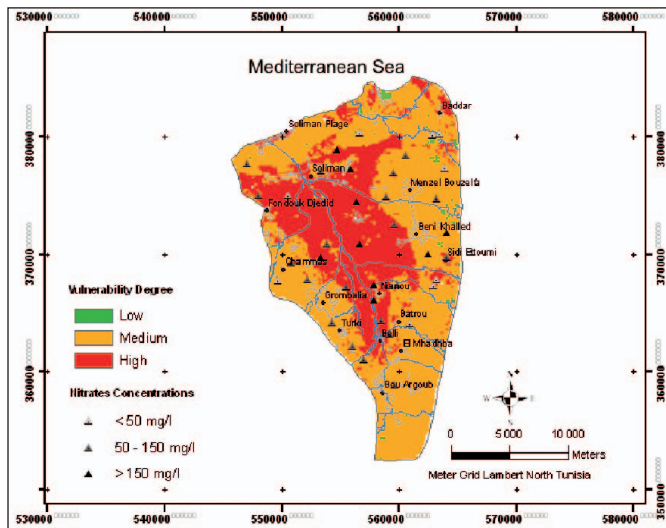 530000 540000 550000 560000 570000 580000
Mediterranean Sea
Baddar
Soliman Plage
380000 380000
Soliman
Menzel Bouzelfa
Fondouk Djedid
Beni Khalled
370000 370000
Sidi Etoumi
Charmmas
Vulnerability Degree
Low
Medium
High
Nianou
Grombalia
Batrou
Turki
Belli
El Mhadhba
360000 360000
Nitrates Concentrations
Bou Argoub
<50 mg/l
W E
50 - 150 mg/l
0 5 000 10 000
Meters
>150 mg/l
Meter Grid Lambert North Tunisia
350000 350000
530000 540000 550000 560000 570000 580000